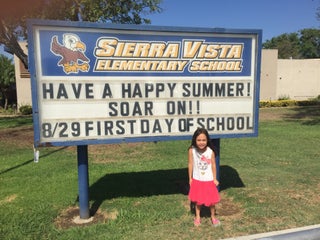 SIERRA VISTA
ELEMENTARY SCHOOL
HAVE A HAPPY SUMMER!
SOAR ON!!
8/29 FIRST DAY OF SCHOOL